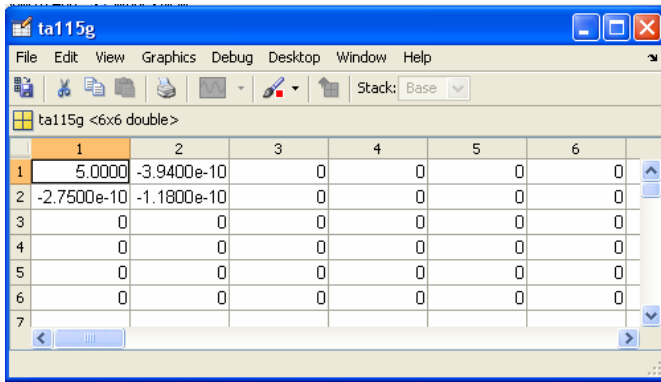 ta115g
File Edit View Graphics Debug Desktop Window Help
Stack: Base
ta115g <6x6 double>
1 2 3 4 5 6
1 5.0000 -3.9400e-10 0 0 0 0
2 -2.7500e-10 -1.1800e-10 0 0 0 0
3 0 0 0 0 0 0
4 0 0 0 0 0 0
5 0 0 0 0 0 0
6 0 0 0 0 0 0
7